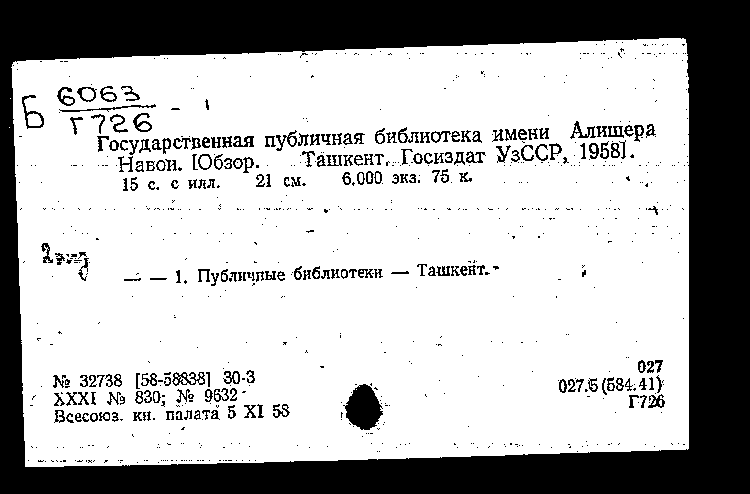 Б 6063
Г726
Государственная публичная библиотека имени Алишера
Навои. [Обзор. Ташкент. Госиздат УзССР, 1958].
15 с. с илл. 21 см. 6.000 экз. 75 к.
— — 1. Публичные библиотеки — Ташкент.
№ 32738 [58-58838] 30-3
XXXI № 830; № 9632
Всесоюз. кн. палата 5 XI 58
027
027.5(584.41)
Г726